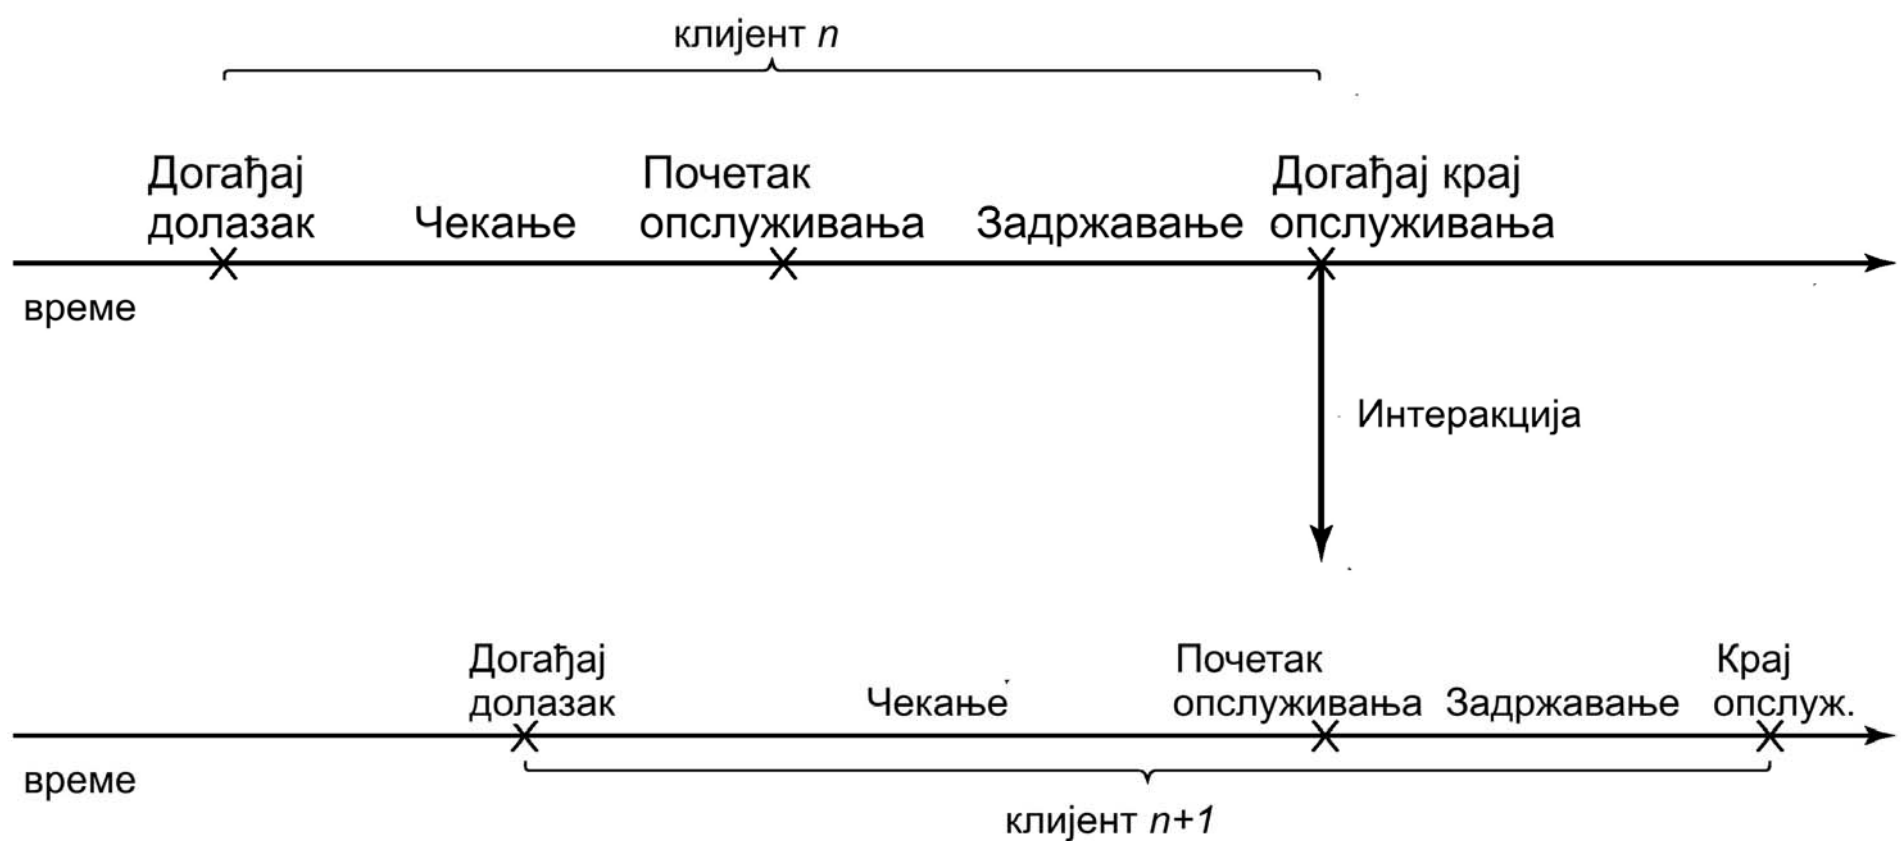 клијент n
Догађај
долазак
Чекање
Почетак
опслуживања
Задржавање
Догађај крај
опслуживања
време
Интеракција
Догађај
долазак
Чекање
Почетак
опслуживања
Задржавање
Крај
опслуж.
време
клијент n+1